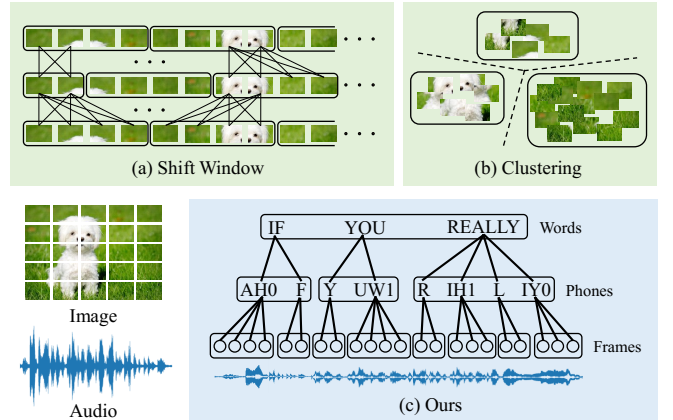 (a) Shift Window
(b) Clustering
Image
Audio
IF YOU REALLY Words
AH0 F Y UW1 R IH1 L IY0 Phones
Frames
(c) Ours